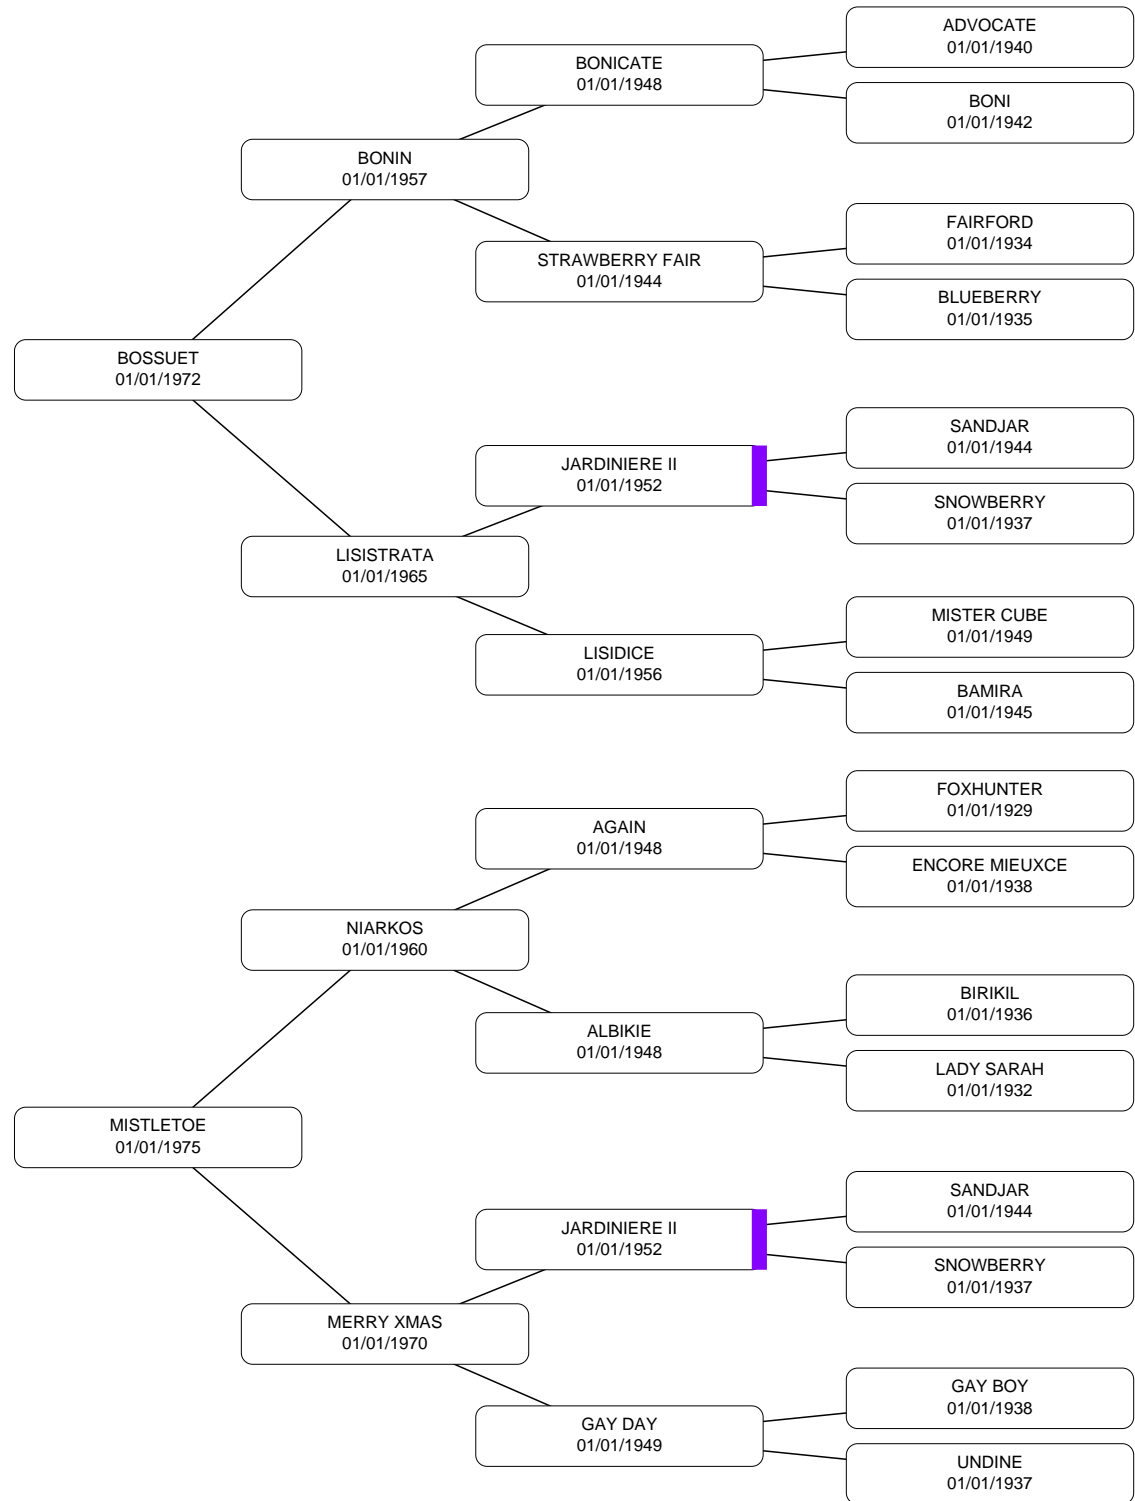 ADVOCATE
01/01/1940
BONICATE
01/01/1948
BONI
01/01/1942
BONIN
01/01/1957
FAIRFORD
01/01/1934
STRAWBERRY FAIR
01/01/1944
BLUEBERRY
01/01/1935
BOSSUET
01/01/1972
SANDJAR
01/01/1944
JARDINIERE II
01/01/1952
SNOWBERRY
01/01/1937
LISISTRATA
01/01/1965
MISTER CUBE
01/01/1949
LISIDICE
01/01/1956
BAMIRA
01/01/1945
FOXHUNTER
01/01/1929
AGAIN
01/01/1948
ENCORE MIEUXCE
01/01/1938
NIARKOS
01/01/1960
BIRIKIL
01/01/1936
ALBIKIE
01/01/1948
LADY SARAH
01/01/1932
MISTLETOE
01/01/1975
SANDJAR
01/01/1944
JARDINIERE II
01/01/1952
SNOWBERRY
01/01/1937
MERRY XMAS
01/01/1970
GAY BOY
01/01/1938
GAY DAY
01/01/1949
UNDINE
01/01/1937